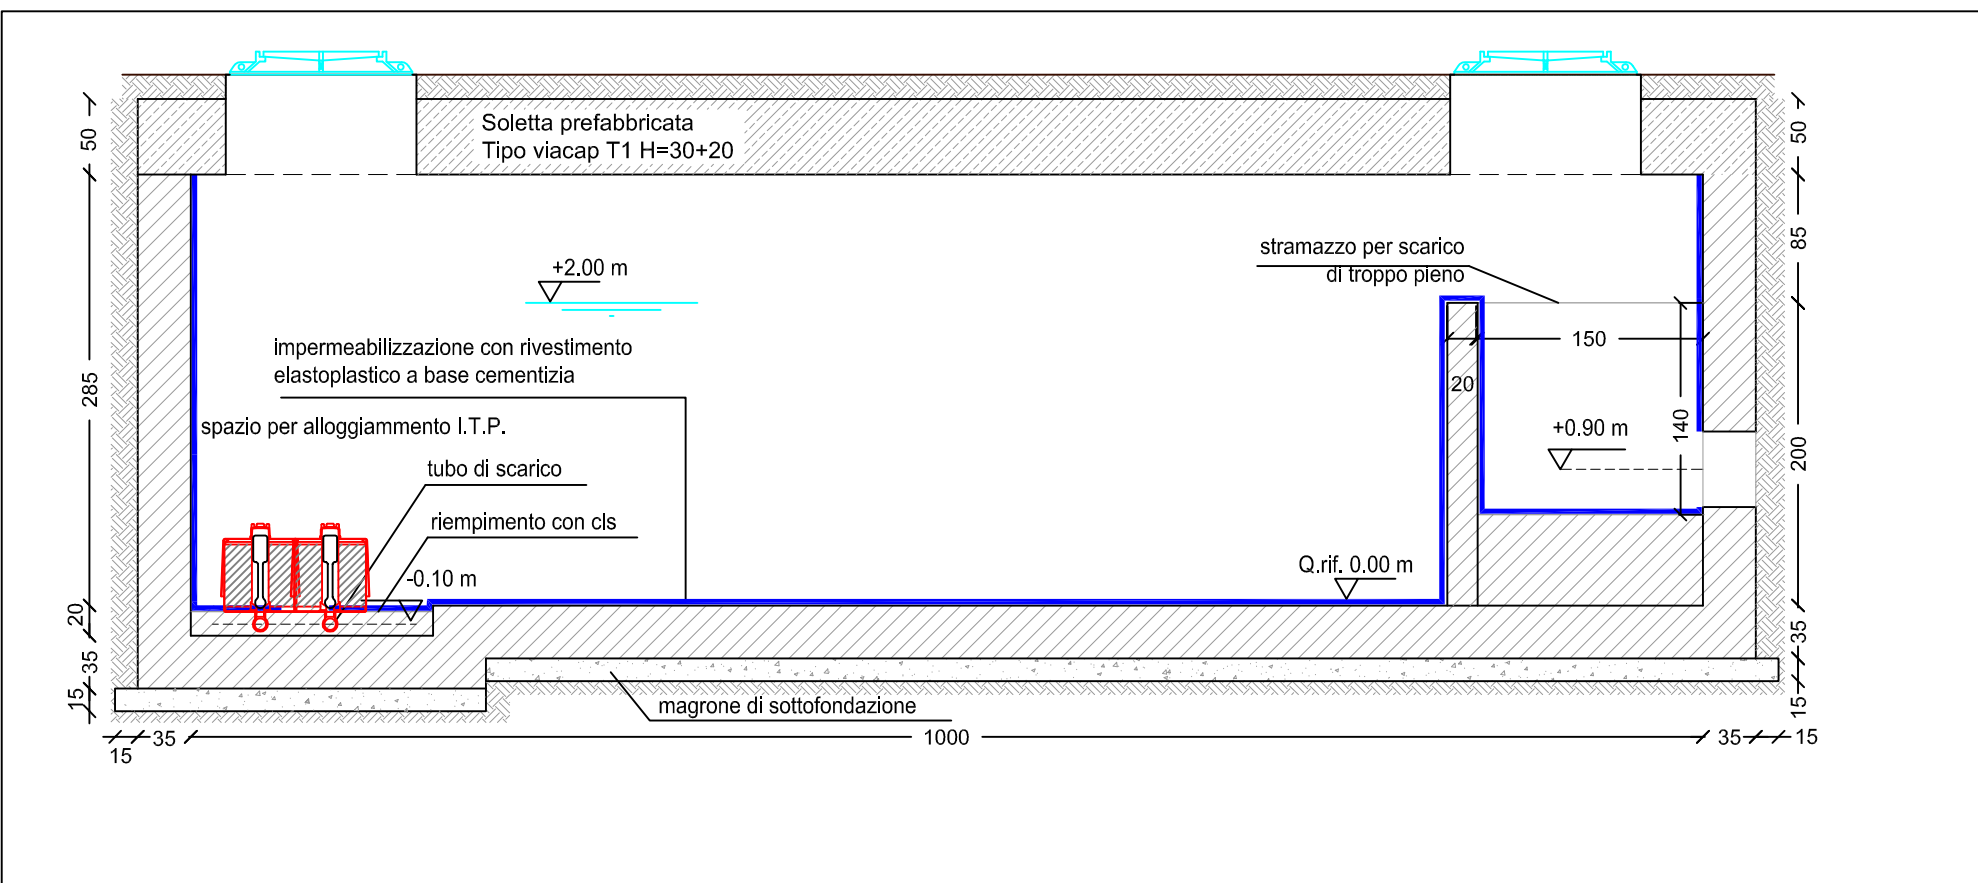 Soletta prefabbricata
Tipo viacap T1 H=30+20
50
50
+2.00 m
stramazzo per scarico
di troppo pieno
85
impermeabilizzazione con rivestimento
elastoplastico a base cementizia
150
285
20
spazio per alloggiammento I.T.P.
140
+0.90 m
200
tubo di scarico
riempimento con cls
-0.10 m
Q.rif. 0.00 m
20
35
35
15
magrone di sottofondazione
15
15
35
1000
35
15